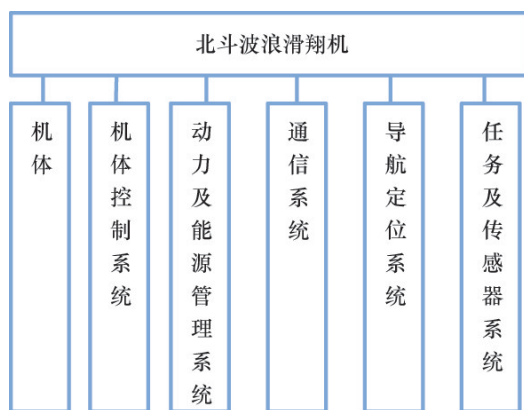 北斗波浪滑翔机
机体
机体控制系统
动力及能源管理系统
通信系统
导航定位系统
任务及传感器系统